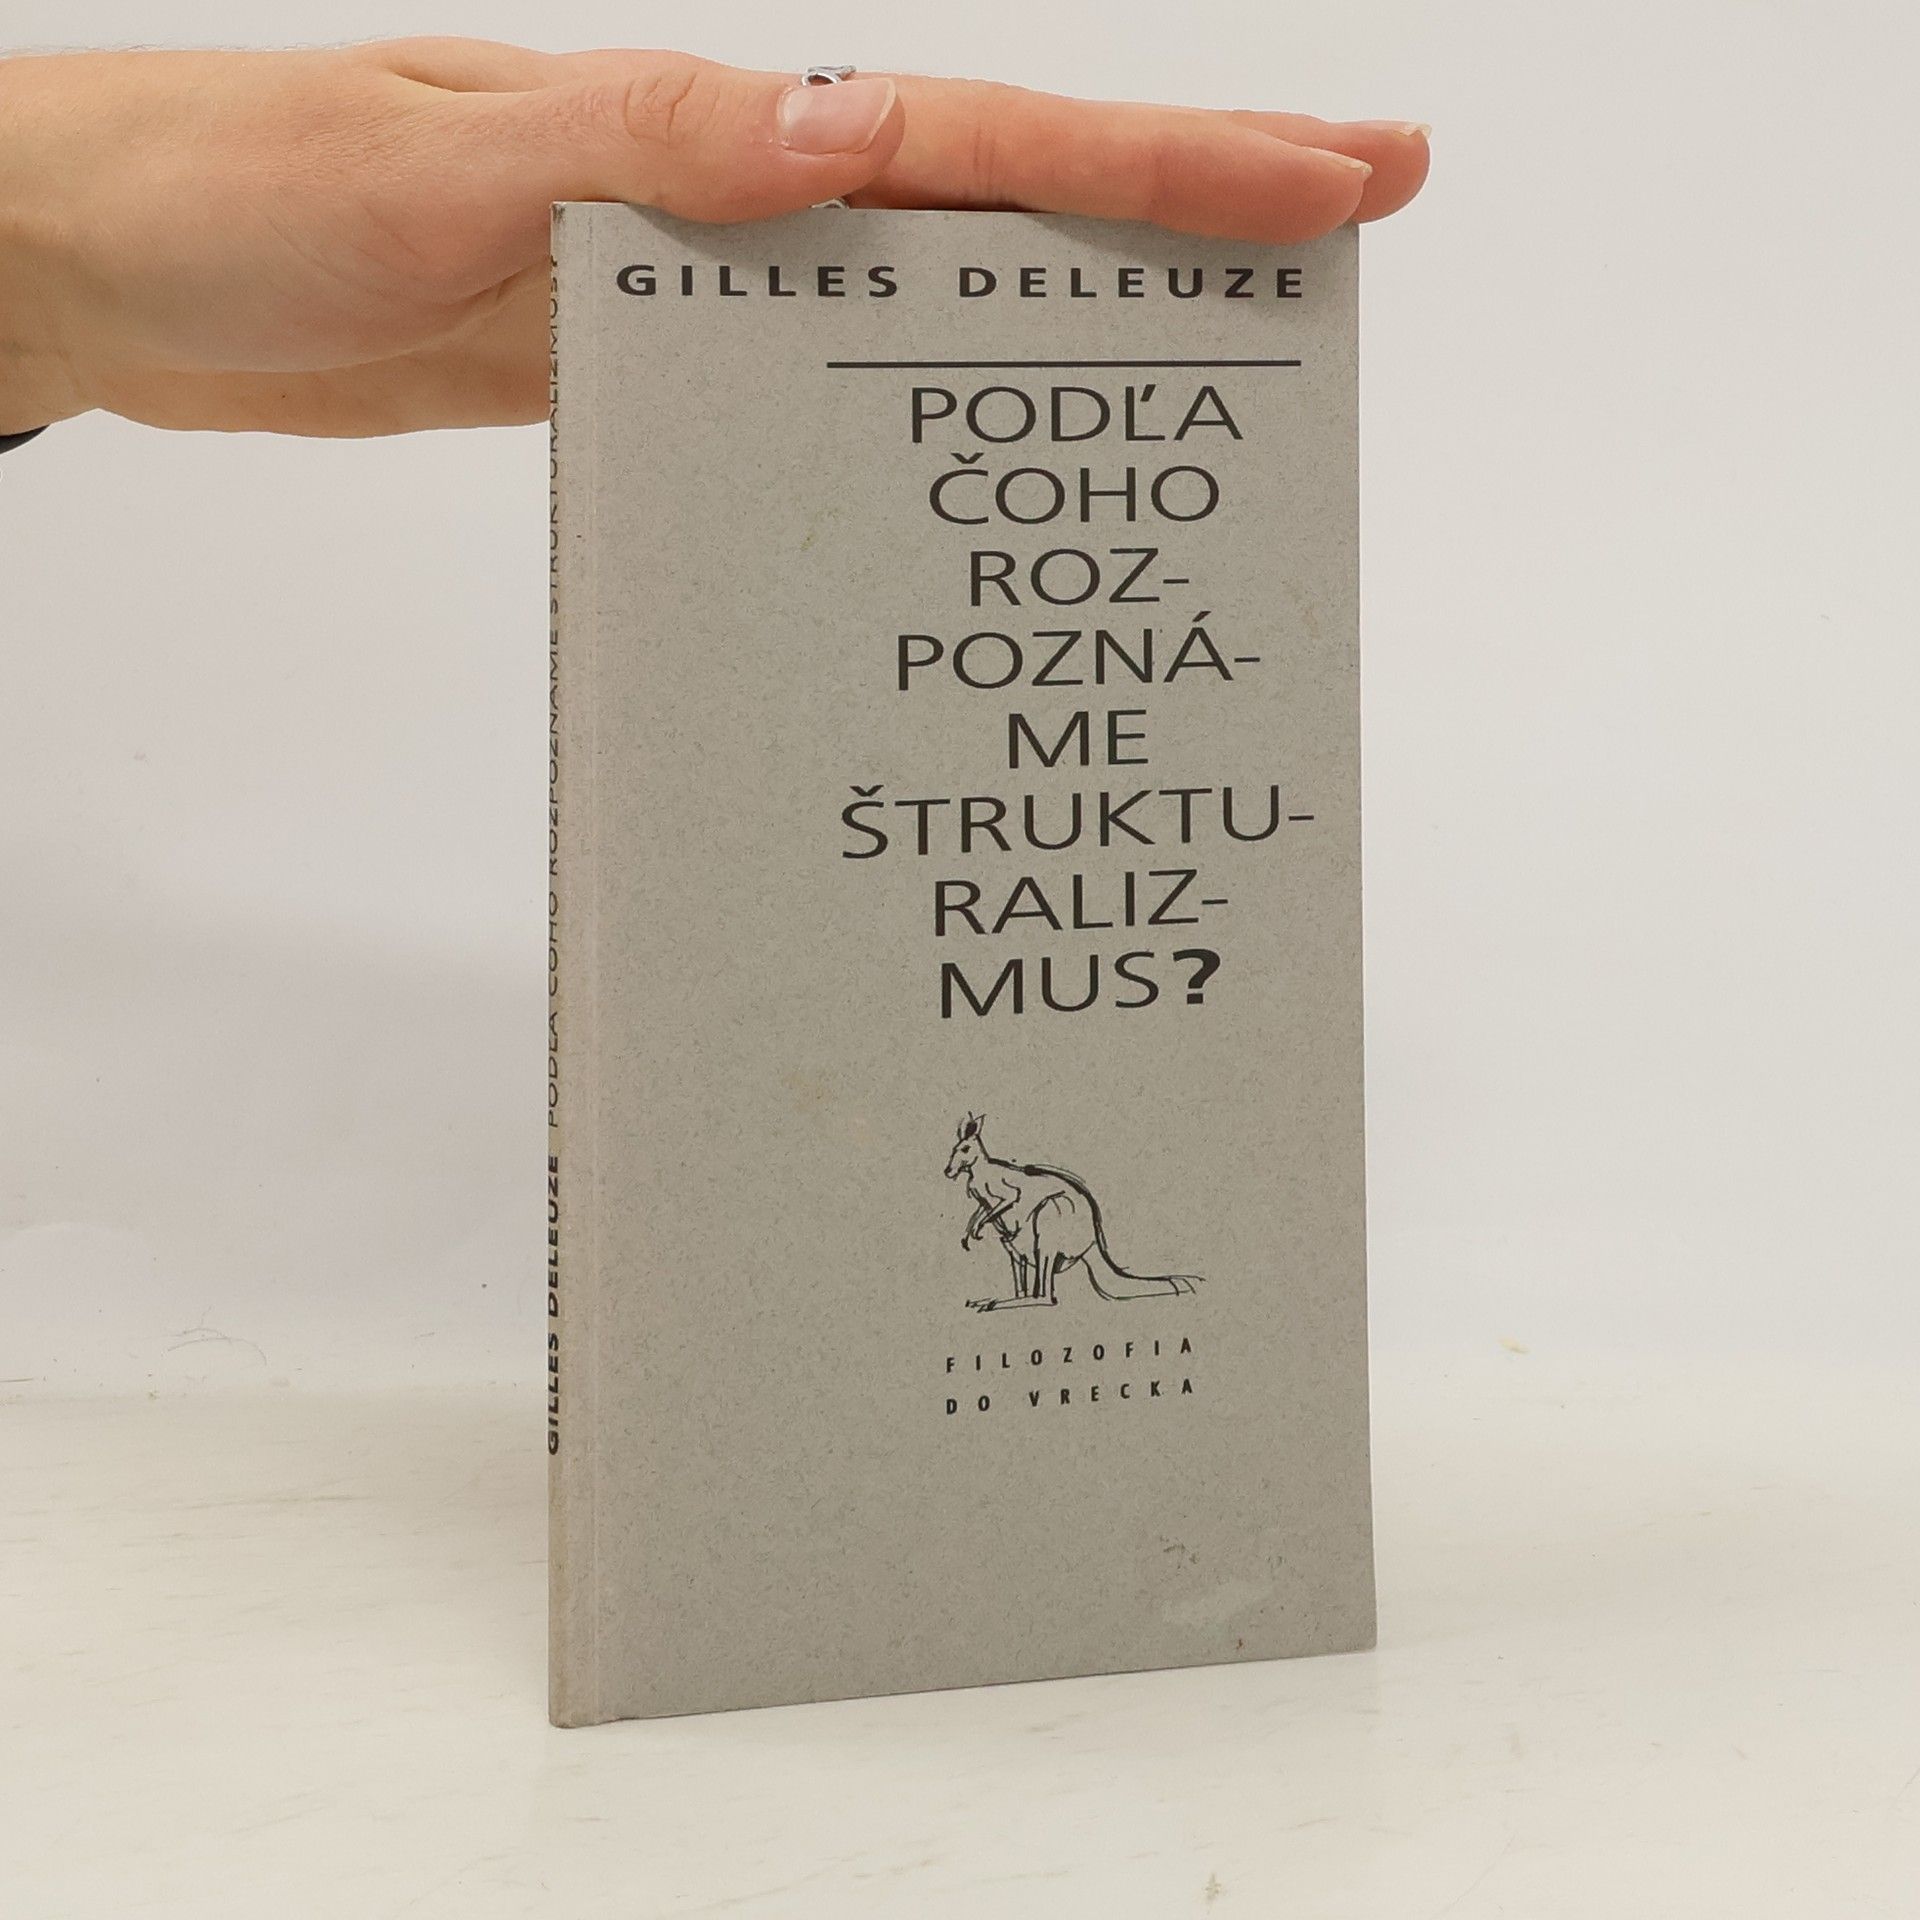 GILLES DELEUZE
PODĽA
ČOHO
ROZ-
POZNÁ-
ME
ŠTRUKTU-
RALIZ-
MUS?
FILOZOFIA
DO VRECKA
GILLES DELEUZE PODĽA ČOHO ROZPOZNÁME ŠTRUKTURALIZMUS?